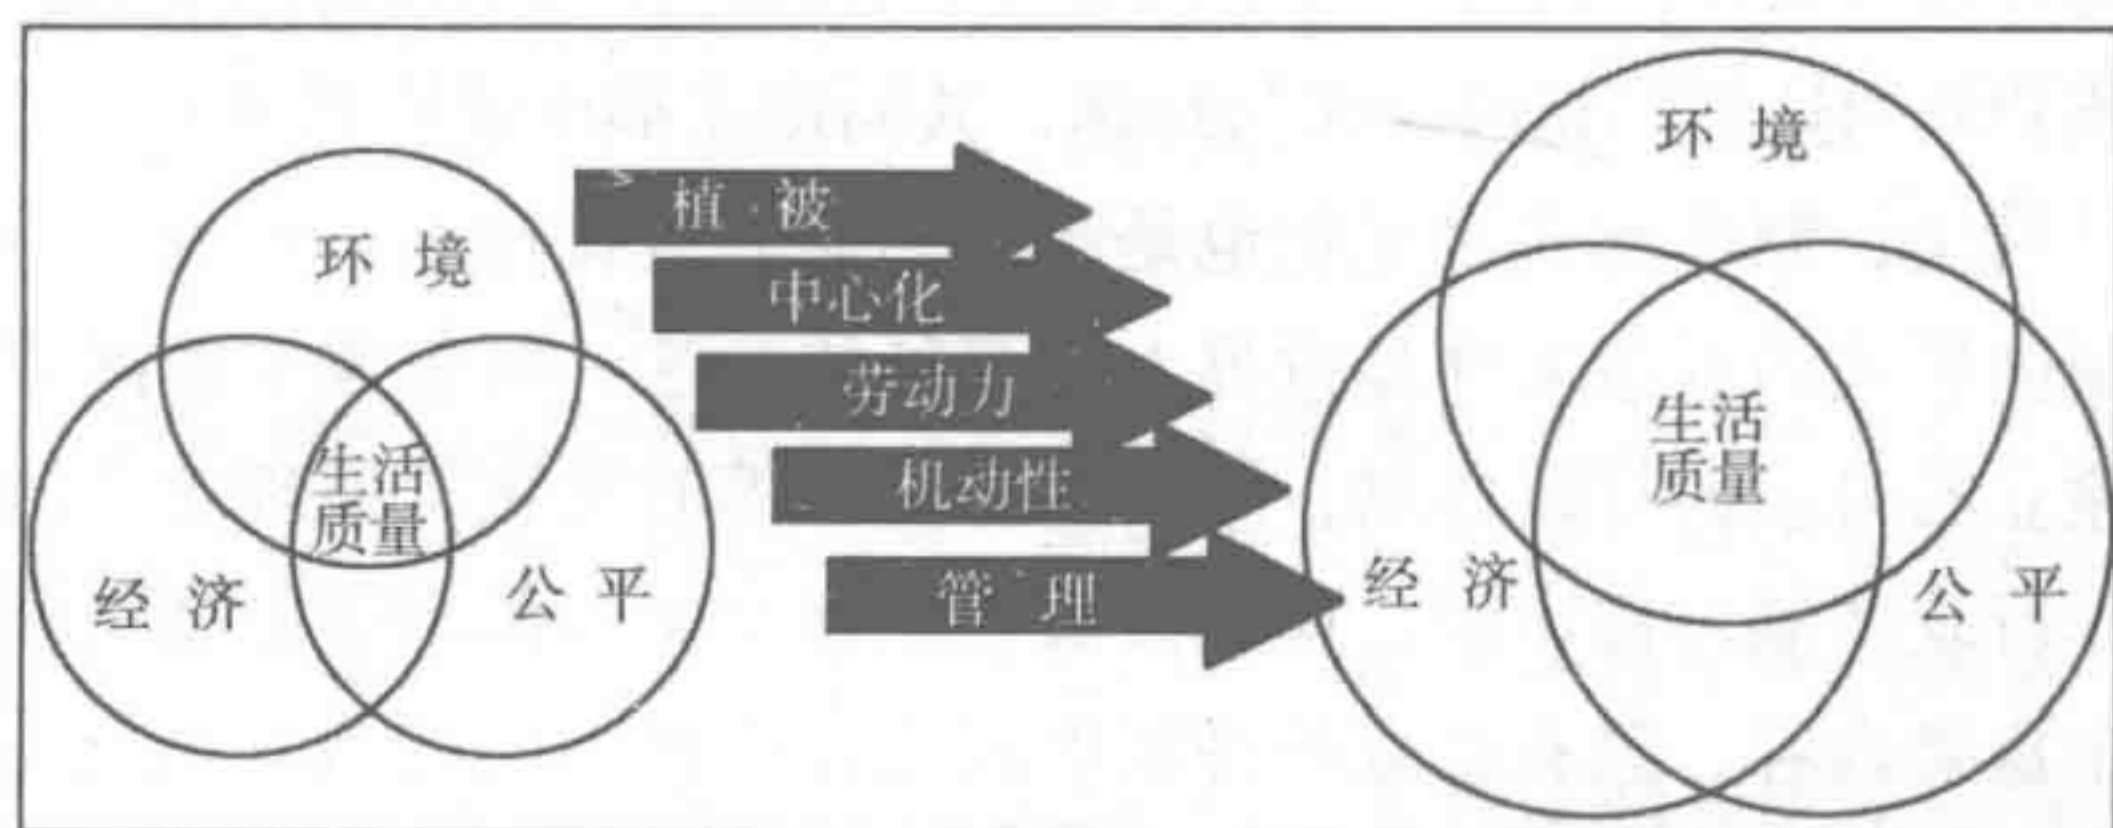 环境
生活
质量
经济
公平
植·被
中心化
劳动力
机动性
管理
环境
生活
质量
经济
公平